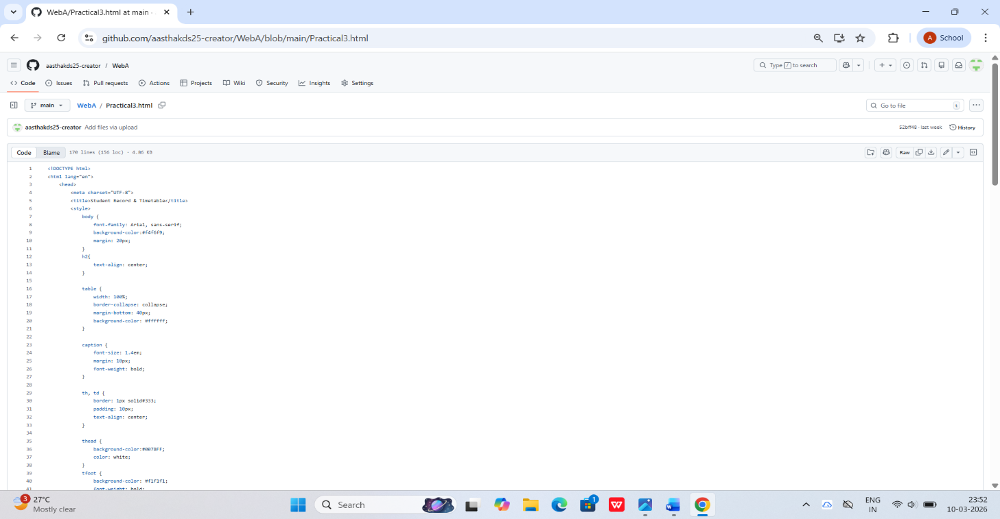 WebA/Practical3.html at main ·
github.com/aasthakds25-creator/WebA/blob/main/Practical3.html
A School
aasthakds25-creator / WebA
Type / to search
Code Issues Pull requests Actions Projects Wiki Security Insights Settings
main WebA / Practical3.html
Go to file t
aasthakds25-creator Add files via upload
52bff48 · last week History
Code Blame 170 lines (156 loc) · 4.86 KB
Raw
1 <!DOCTYPE html>
2 <html lang="en">
3 <head>
4 <meta charset="UTF-8">
5 <title>Student Record & Timetable</title>
6 <style>
7 body {
8 font-family: Arial, sans-serif;
9 background-color:#f4f6f9;
10 margin: 20px;
11 }
12 h2{
13 text-align: center;
14 }
15
16 table {
17 width: 100%;
18 border-collapse: collapse;
19 margin-bottom: 40px;
20 background-color: #ffffff;
21 }
22
23 caption {
24 font-size: 1.4em;
25 margin: 10px;
26 font-weight: bold;
27 }
28
29 th, td {
30 border: 1px solid#333;
31 padding: 10px;
32 text-align: center;
33 }
34
35 thead {
36 background-color:#007BFF;
37 color: white;
38 }
39 tfoot {
40 background-color: #f1f1f1;
41 font-weight: bold;
3 27°C
Mostly clear
Search
1
W
ENG
IN
23:52
10-03-2026